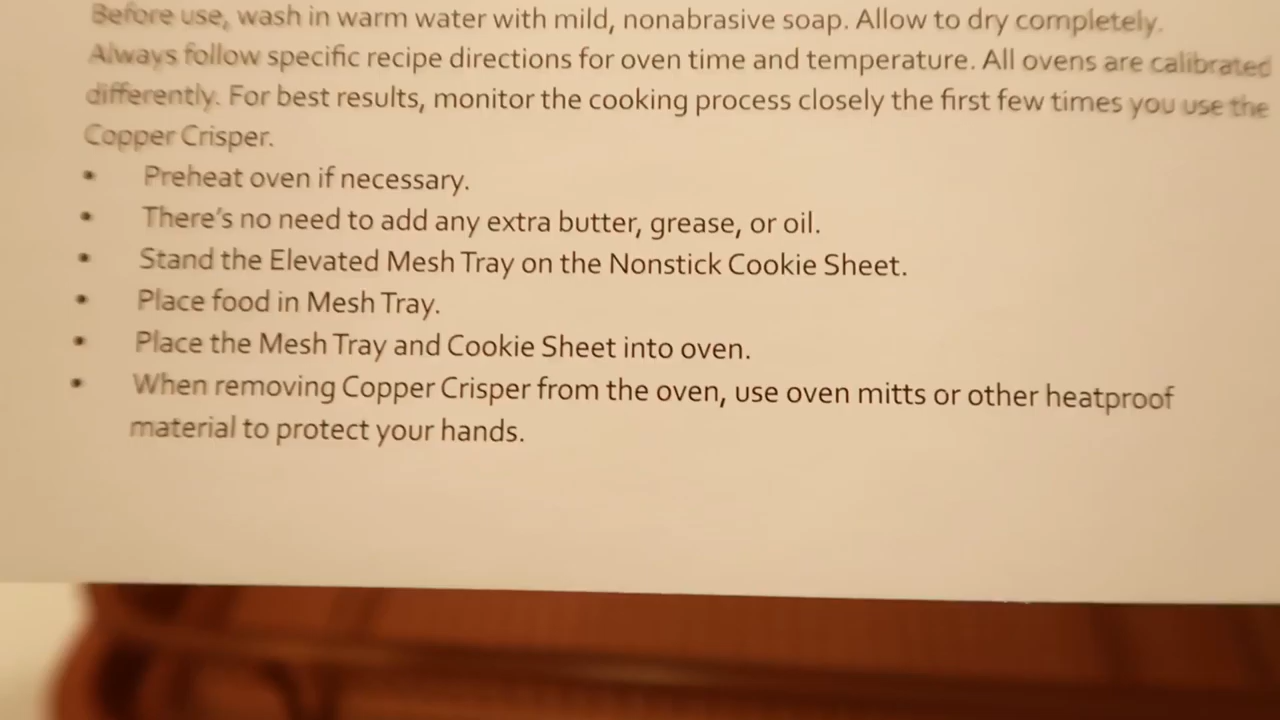 Before use, wash in warm water with mild, nonabrasive soap. Allow to dry completely.
Always follow specific recipe directions for oven time and temperature. All ovens are calibrated
differently. For best results, monitor the cooking process closely the first few times you use the
Copper Crisper.
• Preheat oven if necessary.
• There's no need to add any extra butter, grease, or oil.
• Stand the Elevated Mesh Tray on the Nonstick Cookie Sheet.
• Place food in Mesh Tray.
• Place the Mesh Tray and Cookie Sheet into oven.
• When removing Copper Crisper from the oven, use oven mitts or other heatproof
material to protect your hands.